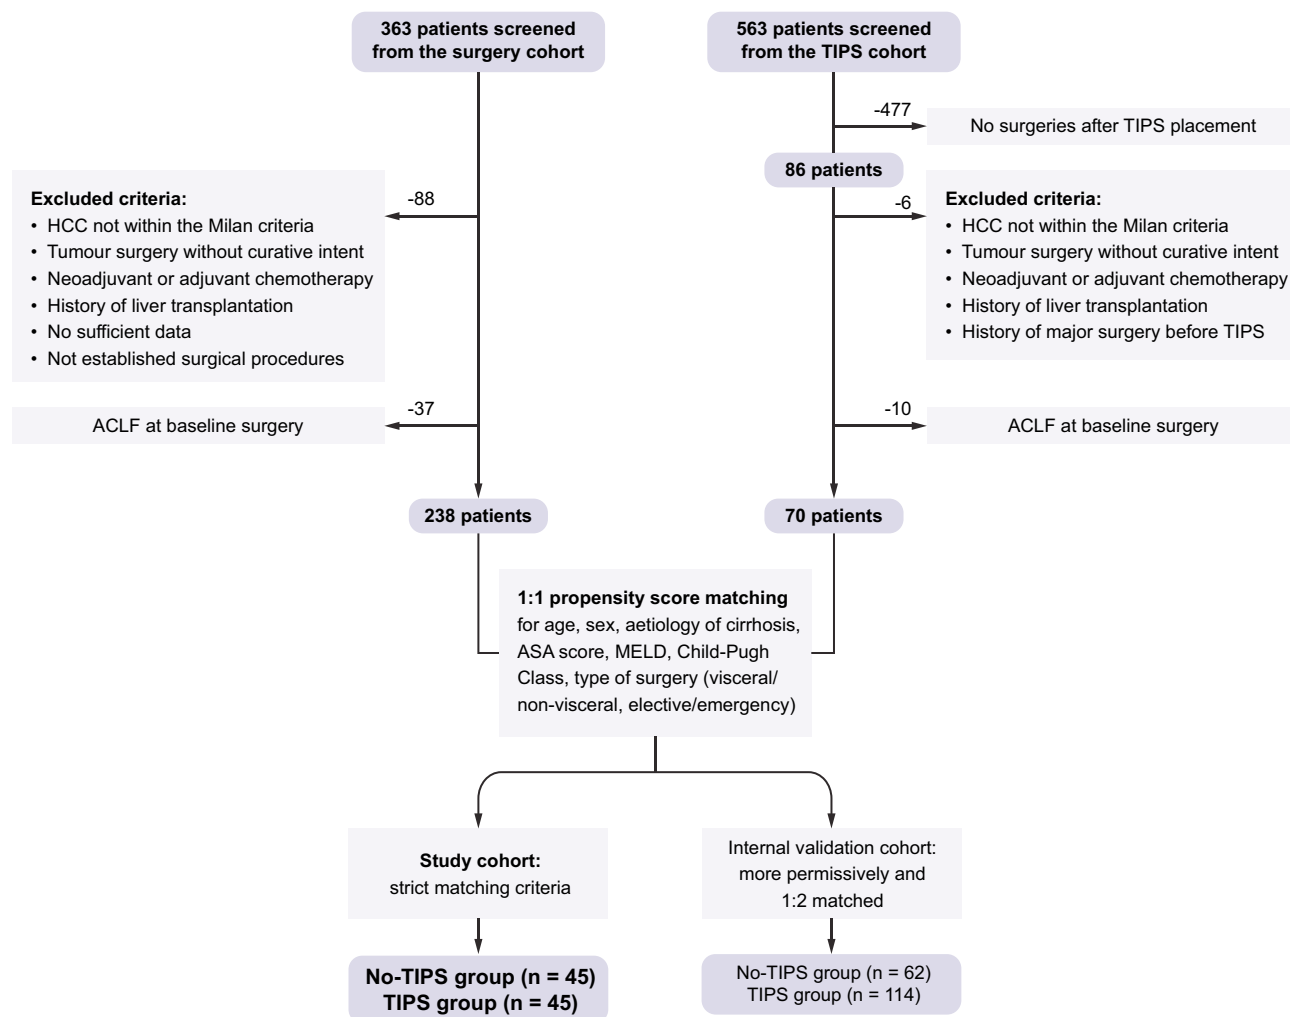 363 patients screened
from the surgery cohort
563 patients screened
from the TIPS cohort
-477
No surgeries after TIPS placement
86 patients
-88
Excluded criteria:
• HCC not within the Milan criteria
• Tumour surgery without curative intent
• Neoadjuvant or adjuvant chemotherapy
• History of liver transplantation
• No sufficient data
• Not established surgical procedures
-6
Excluded criteria:
• HCC not within the Milan criteria
• Tumour surgery without curative intent
• Neoadjuvant or adjuvant chemotherapy
• History of liver transplantation
• History of major surgery before TIPS
-37
ACLF at baseline surgery
-10
ACLF at baseline surgery
238 patients
70 patients
1:1 propensity score matching
for age, sex, aetiology of cirrhosis,
ASA score, MELD, Child-Pugh
Class, type of surgery (visceral/
non-visceral, elective/emergency)
Study cohort:
strict matching criteria
Internal validation cohort:
more permissively and
1:2 matched
No-TIPS group (n = 45)
TIPS group (n = 45)
No-TIPS group (n = 62)
TIPS group (n = 114)